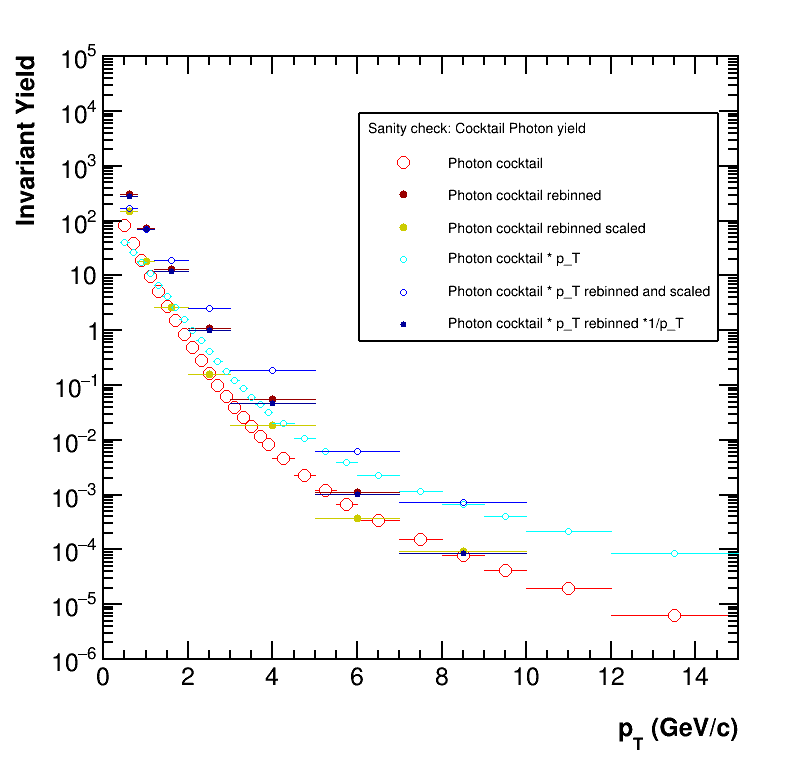 Invariant Yield
10^5
10^4
10^3
10^2
10
1
10^−1
10^−2
10^−3
10^−4
10^−5
10^−6
Sanity check: Cocktail Photon yield
Photon cocktail
Photon cocktail rebinned
Photon cocktail rebinned scaled
Photon cocktail * p_T
Photon cocktail * p_T rebinned and scaled
Photon cocktail * p_T rebinned *1/p_T
0 2 4 6 8 10 12 14
p_T (GeV/c)